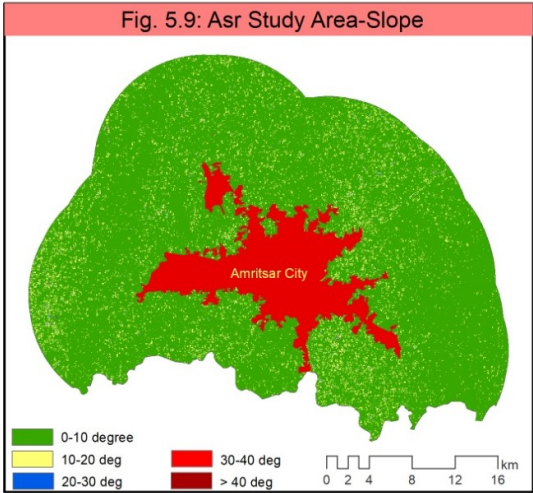 Fig. 5.9: Asr Study Area-Slope
Amritsar City
0-10 degree
10-20 deg
20-30 deg
30-40 deg
> 40 deg
km
0 2 4 8 12 16